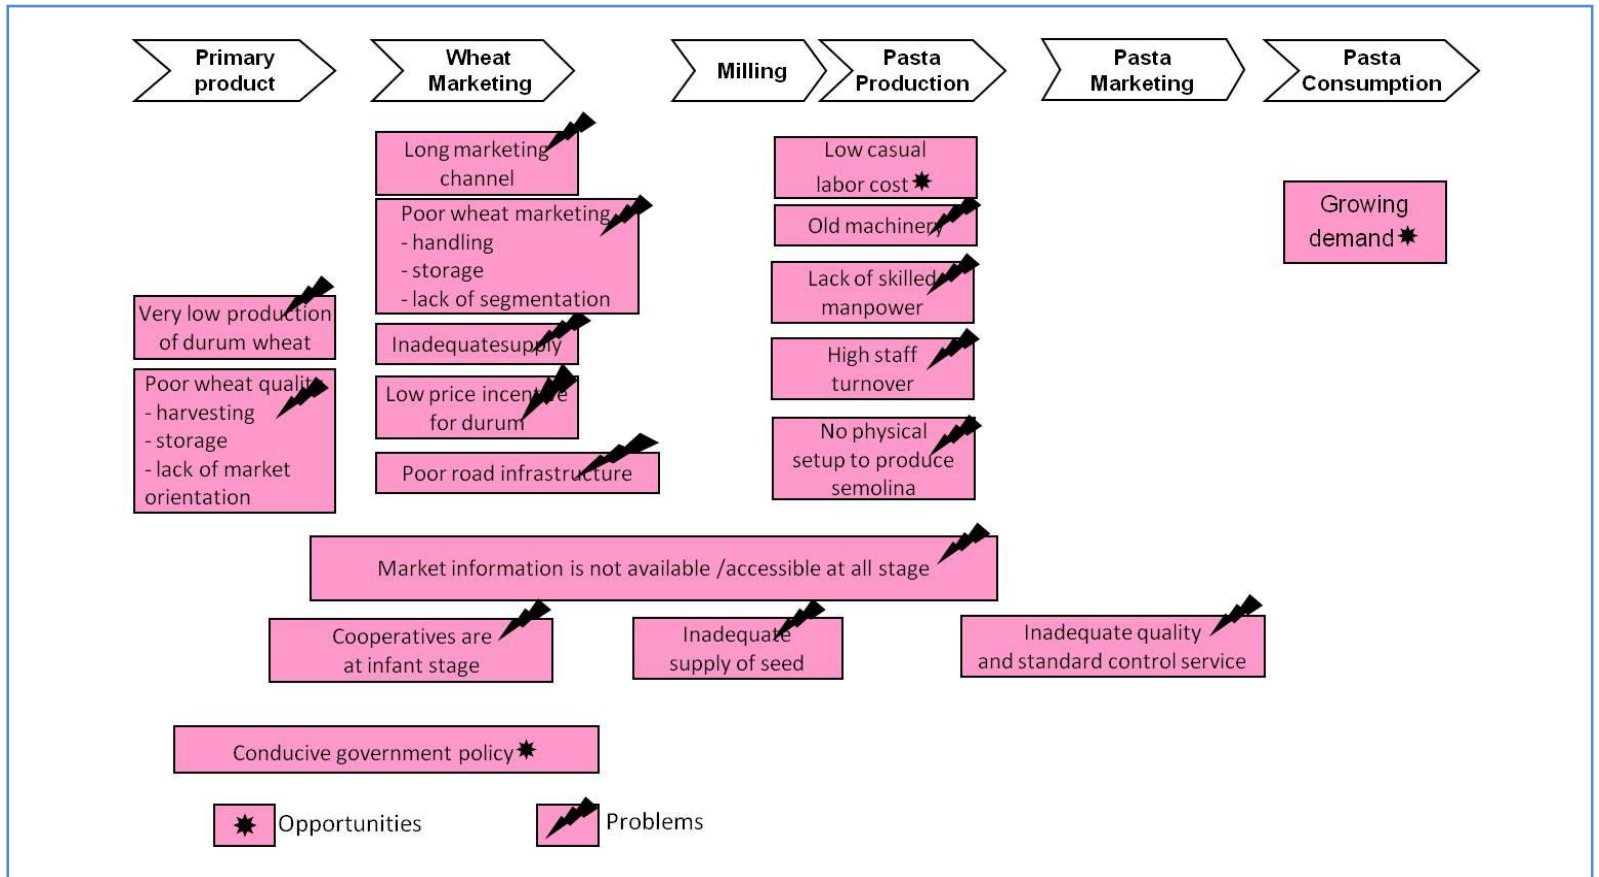 Primary
product
Wheat
Marketing
Milling
Pasta
Production
Pasta
Marketing
Pasta
Consumption
Long marketing
channel
Poor wheat marketing
- handling
- storage
- lack of segmentation
Inadequatesupply
Low price incentive
for durum
Poor road infrastructure
Very low production
of durum wheat
Poor wheat quality
- harvesting
- storage
- lack of market
orientation
Low casual
labor cost
Old machinery
Lack of skilled
manpower
High staff
turnover
No physical
setup to produce
semolina
Growing
demand
Market information is not available /accessible at all stage
Cooperatives are
at infant stage
Inadequate
supply of seed
Inadequate quality
and standard control service
Conducive government policy
Opportunities
Problems